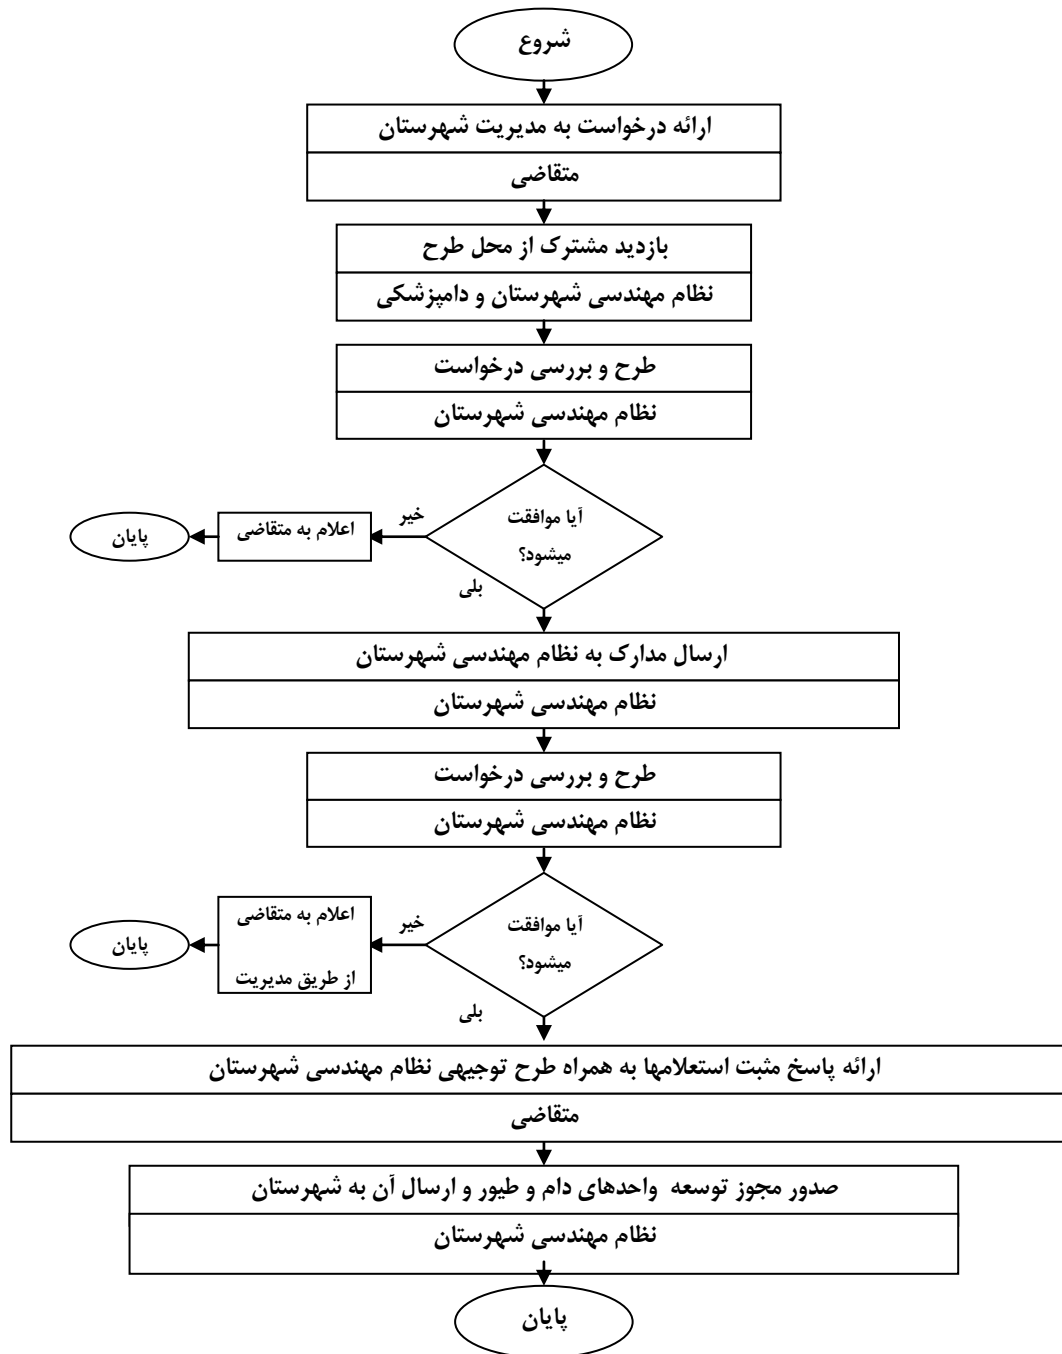 شروع
ارائه درخواست به مدیریت شهرستان
متقاضی
بازدید مشترک از محل طرح
نظام مهندسی شهرستان و دامپزشکی
طرح و بررسی درخواست
نظام مهندسی شهرستان
آیا موافقت
میشود؟
خیر
اعلام به متقاضی
پایان
بلی
ارسال مدارک به نظام مهندسی شهرستان
نظام مهندسی شهرستان
طرح و بررسی درخواست
نظام مهندسی شهرستان
آیا موافقت
میشود؟
خیر
اعلام به متقاضی
از طریق مدیریت
پایان
بلی
ارائه پاسخ مثبت استعلامها به همراه طرح توجیهی نظام مهندسی شهرستان
متقاضی
صدور مجوز توسعه واحدهای دام و طیور و ارسال آن به شهرستان
نظام مهندسی شهرستان
پایان